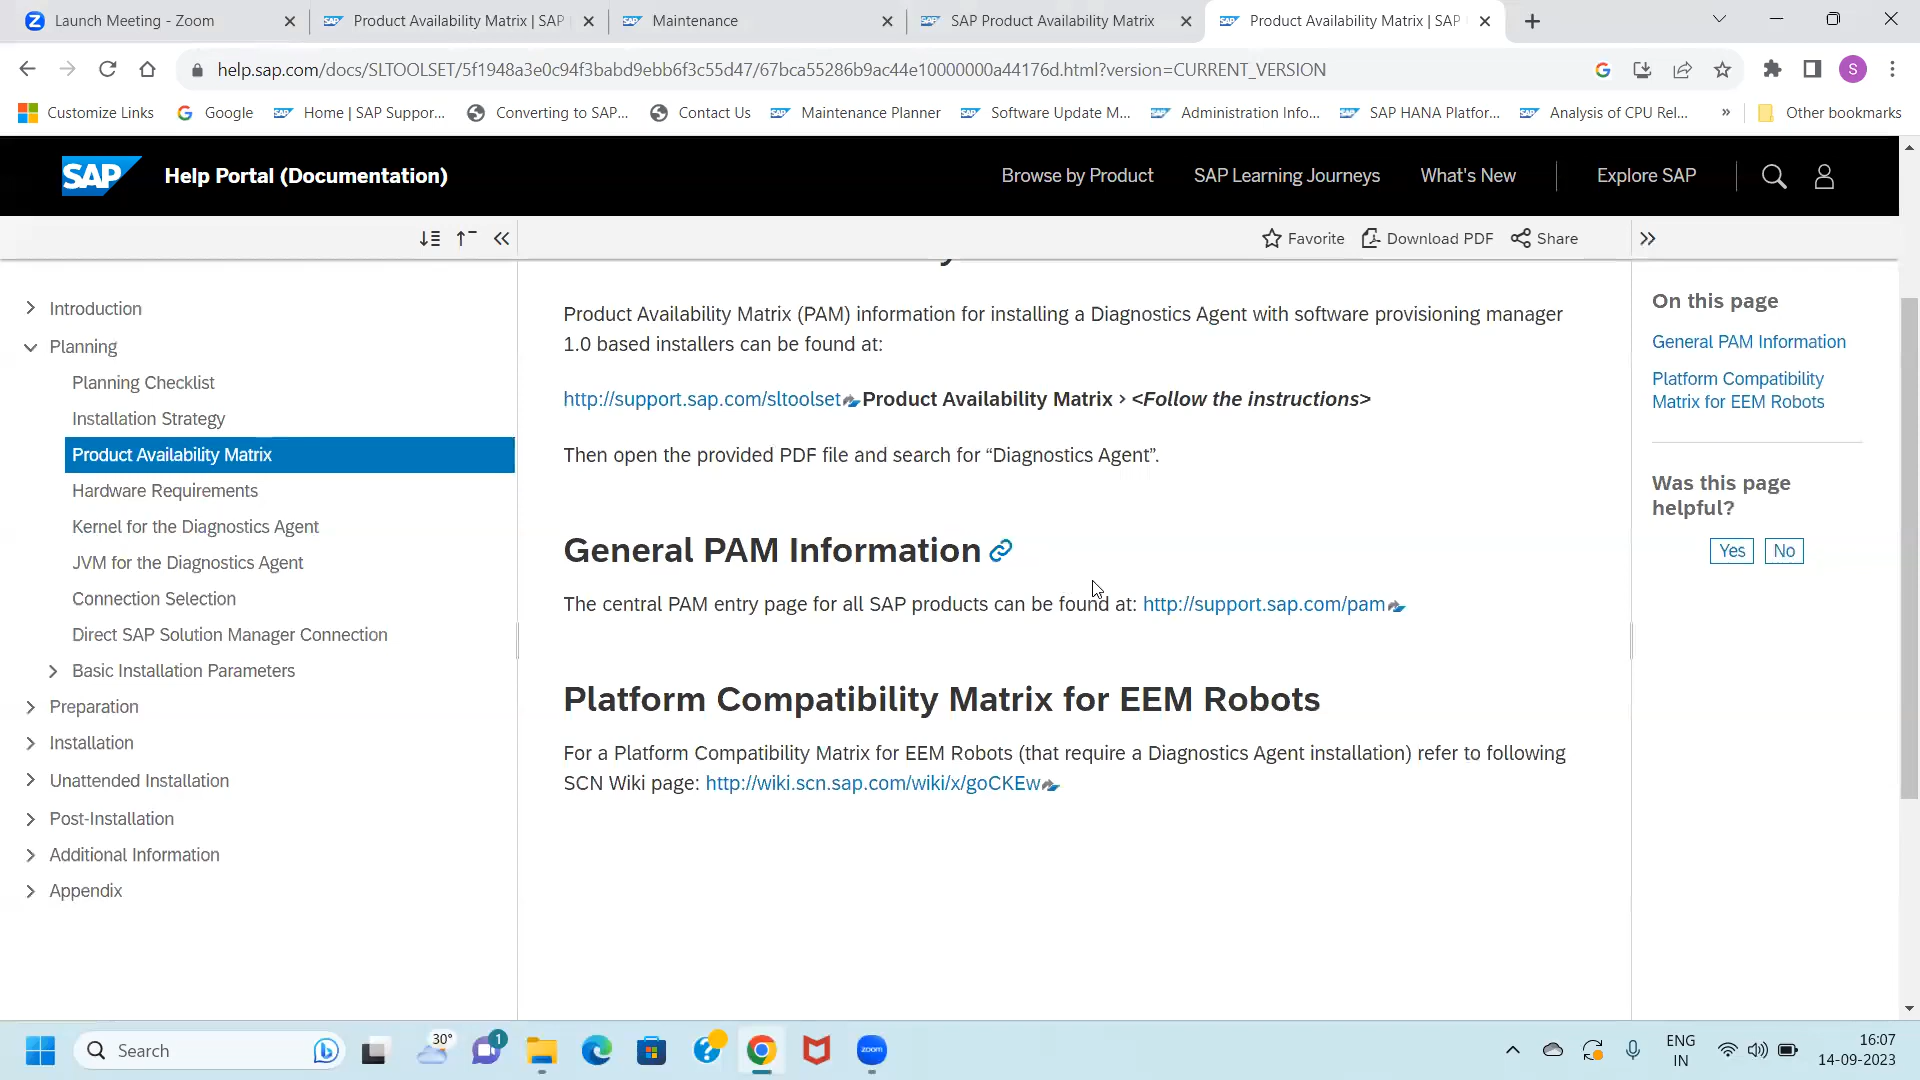 Launch Meeting - Zoom
Product Availability Matrix | SAP
Maintenance
SAP Product Availability Matrix
Product Availability Matrix | SAP
help.sap.com/docs/SLTOOLSET/5f1948a3e0c94f3babd9ebb6f3c55d47/67bca55286b9ac44e10000000a44176d.html?version=CURRENT_VERSION
S
Customize Links
Google
Home | SAP Suppor...
Converting to SAP...
Contact Us
Maintenance Planner
Software Update M...
Administration Info...
SAP HANA Platfor...
Analysis of CPU Rel...
»
Other bookmarks
SAP
Help Portal (Documentation)
Browse by Product
SAP Learning Journeys
What's New
Explore SAP
Favorite
Download PDF
Share
Introduction
Planning
Planning Checklist
Installation Strategy
Product Availability Matrix
Hardware Requirements
Kernel for the Diagnostics Agent
JVM for the Diagnostics Agent
Connection Selection
Direct SAP Solution Manager Connection
Basic Installation Parameters
Preparation
Installation
Unattended Installation
Post-Installation
Additional Information
Appendix
Product Availability Matrix (PAM) information for installing a Diagnostics Agent with software provisioning manager
1.0 based installers can be found at:
http://support.sap.com/sltoolset Product Availability Matrix › <Follow the instructions>
Then open the provided PDF file and search for “Diagnostics Agent”.
General PAM Information
The central PAM entry page for all SAP products can be found at: http://support.sap.com/pam
Platform Compatibility Matrix for EEM Robots
For a Platform Compatibility Matrix for EEM Robots (that require a Diagnostics Agent installation) refer to following
SCN Wiki page: http://wiki.scn.sap.com/wiki/x/goCKEw
On this page
General PAM Information
Platform Compatibility
Matrix for EEM Robots
Was this page
helpful?
Yes
No
Search
30°
1
zoom
ENG
IN
16:07
14-09-2023